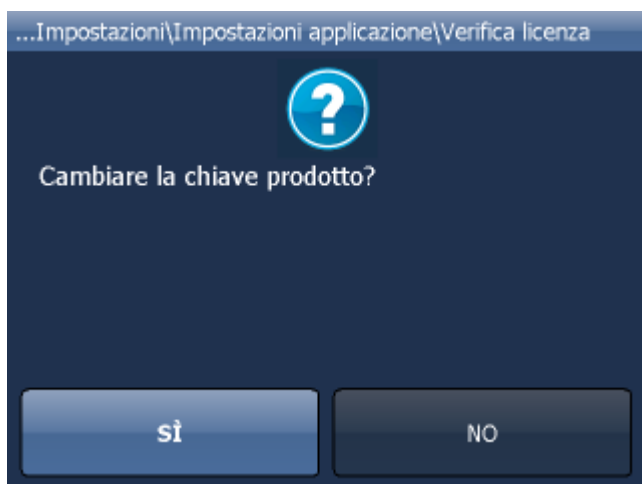 ...Impostazioni\Impostazioni applicazione\Verifica licenza
?
Cambiare la chiave prodotto?
SÌ
NO